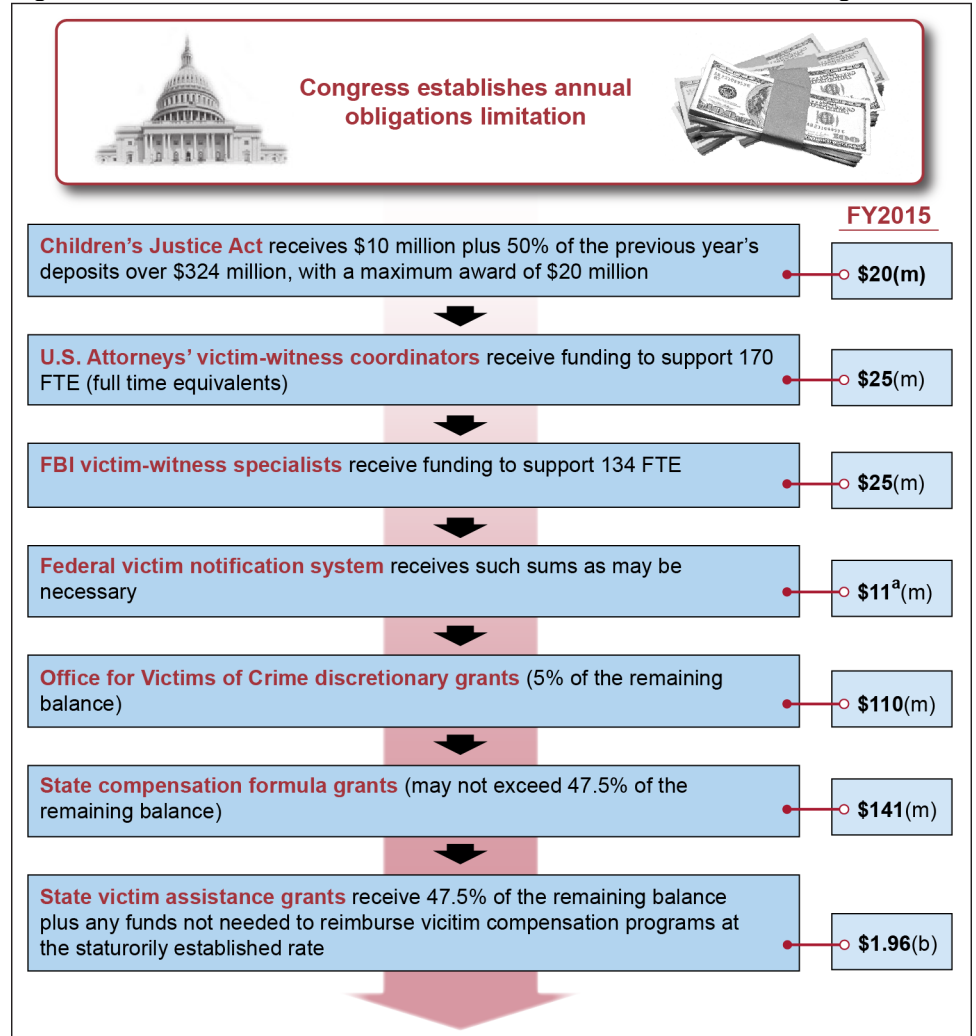 Congress establishes annual
obligations limitation
FY2015
Children's Justice Act receives $10 million plus 50% of the previous year's
deposits over $324 million, with a maximum award of $20 million
$20(m)
U.S. Attorneys' victim-witness coordinators receive funding to support 170
FTE (full time equivalents)
$25(m)
FBI victim-witness specialists receive funding to support 134 FTE
$25(m)
Federal victim notification system receives such sums as may be
necessary
$11ᵃ(m)
Office for Victims of Crime discretionary grants (5% of the remaining
balance)
$110(m)
State compensation formula grants (may not exceed 47.5% of the
remaining balance)
$141(m)
State victim assistance grants receive 47.5% of the remaining balance
plus any funds not needed to reimburse vicitim compensation programs at
the staturorily established rate
$1.96(b)